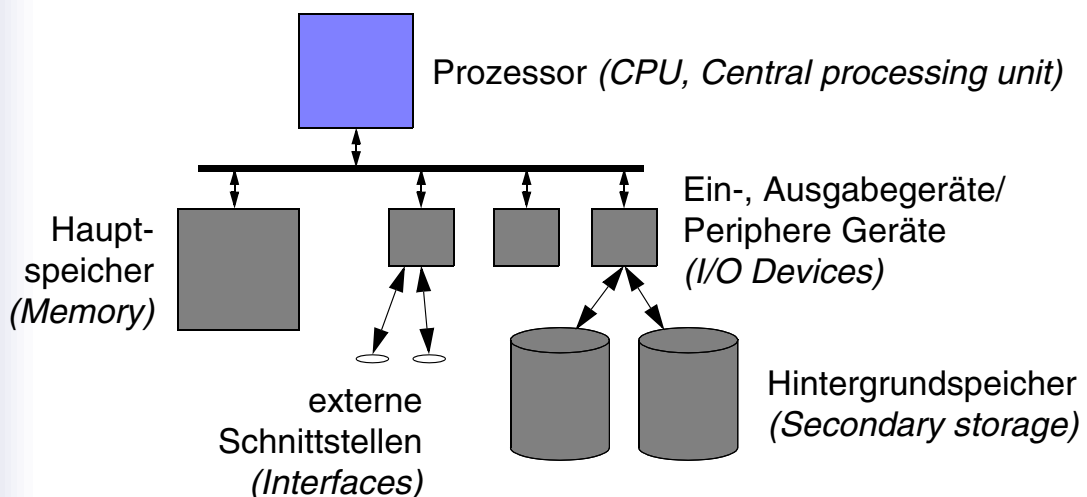 Prozessor (CPU, Central processing unit)
Ein-, Ausgabegeräte/
Periphere Geräte
(I/O Devices)
Haupt-
speicher
(Memory)
externe
Schnittstellen
(Interfaces)
Hintergrundspeicher
(Secondary storage)